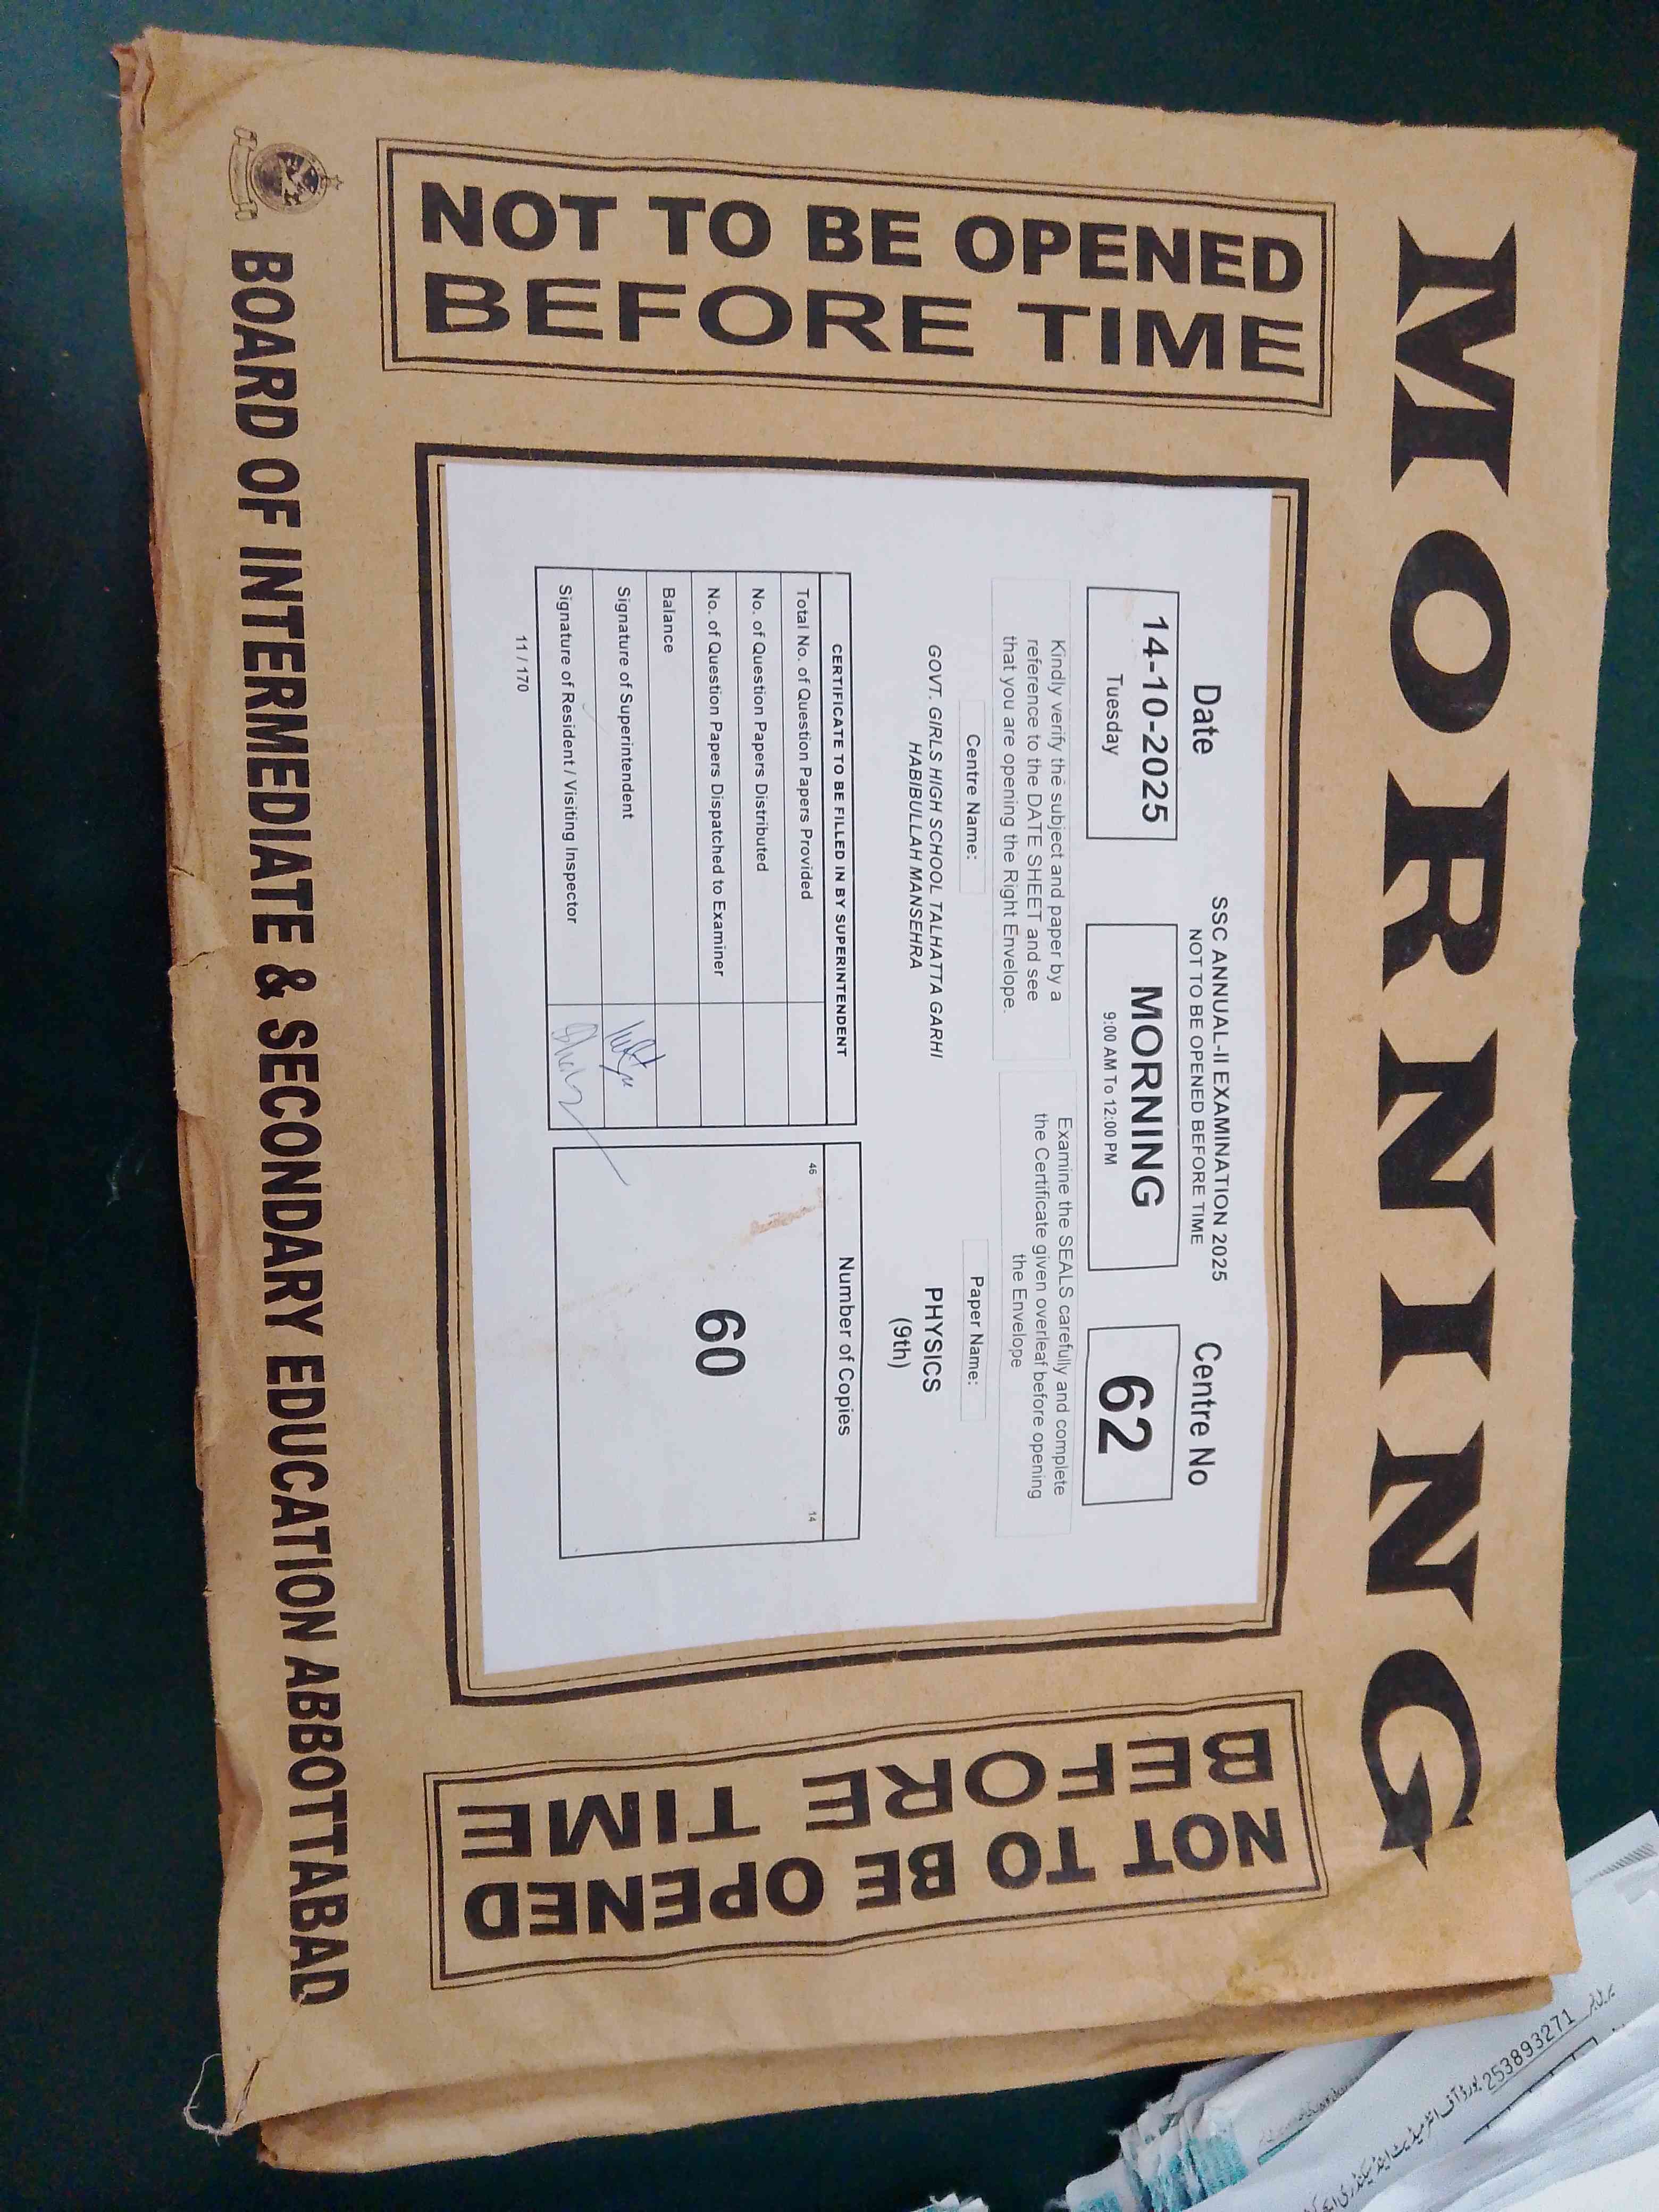 MORNING
NOT TO BE OPENED
BEFORE TIME
SSC ANNUAL-II EXAMINATION 2025
NOT TO BE OPENED BEFORE TIME
Date
Centre No
14-10-2025
Tuesday
MORNING
9:00 AM To 12:00 PM
62
Kindly verify the subject and paper by a
reference to the DATE SHEET and see
that you are opening the Right Envelope.
Examine the SEALS carefully and complete
the Certificate given overleaf before opening
the Envelope
Centre Name:
Paper Name:
GOVT. GIRLS HIGH SCHOOL TALHATTA GARHI
HABIBULLAH MANSEHRA
PHYSICS
(9th)
CERTIFICATE TO BE FILLED IN BY SUPERINTENDENT
Total No. of Question Papers Provided
No. of Question Papers Distributed
No. of Question Papers Dispatched to Examiner
Balance
Signature of Superintendent
Signature of Resident / Visiting Inspector
11 / 170
Number of Copies
46
14
60
NOT TO BE OPENED
BEFORE TIME
BOARD OF INTERMEDIATE & SECONDARY EDUCATION ABBOTTABAD
253893271
بورڈ آف انٹرمیڈیٹ اینڈ سیکنڈری